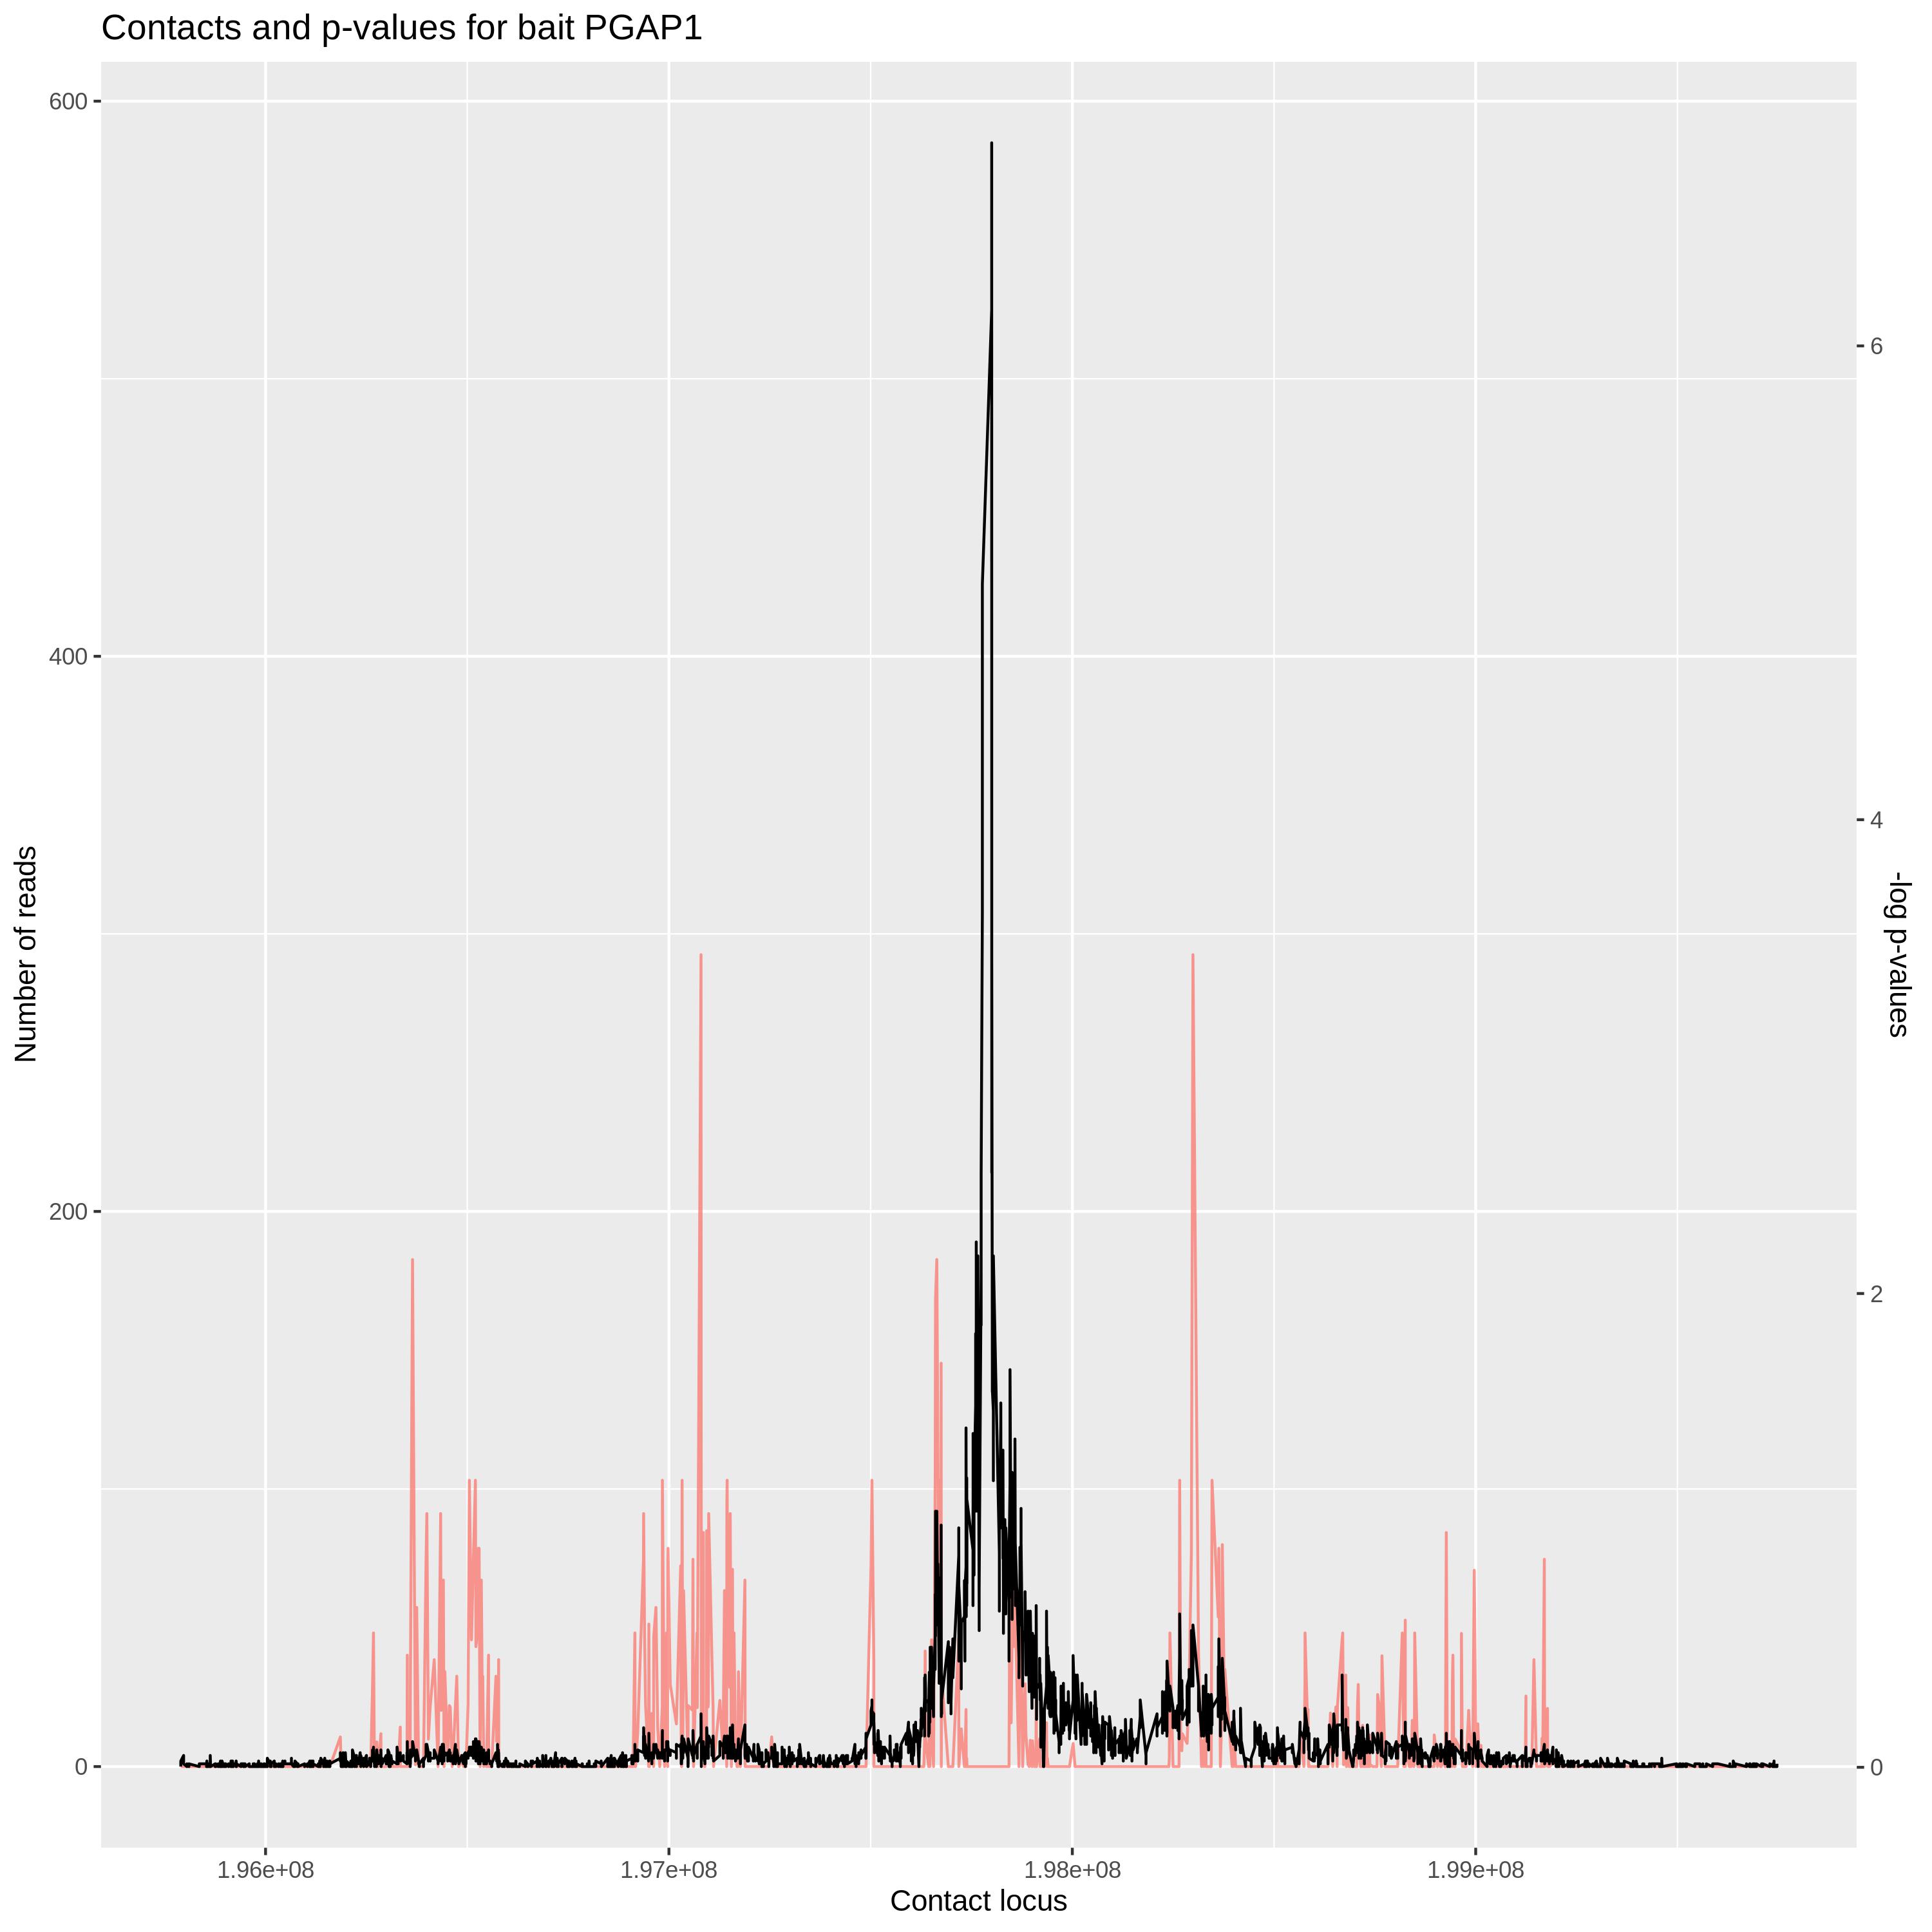 Contacts and p-values for bait PGAP1
600
400
200
0
Number of reads
6
4
2
0
-log p-values
1.96e+08 1.97e+08 1.98e+08 1.99e+08
Contact locus